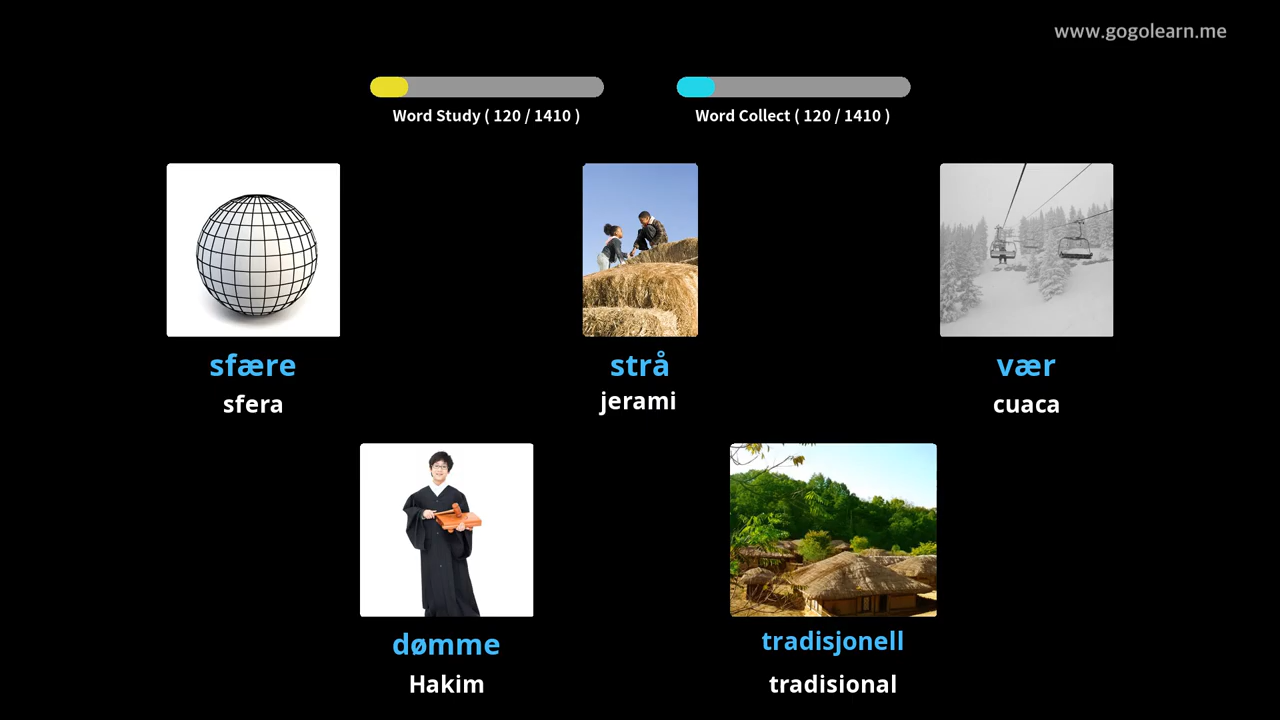 www.gogolearn.me
Word Study ( 120 / 1410 )
Word Collect ( 120 / 1410 )
sfære
sfera
strå
jerami
vær
cuaca
dømme
Hakim
tradisjonell
tradisional